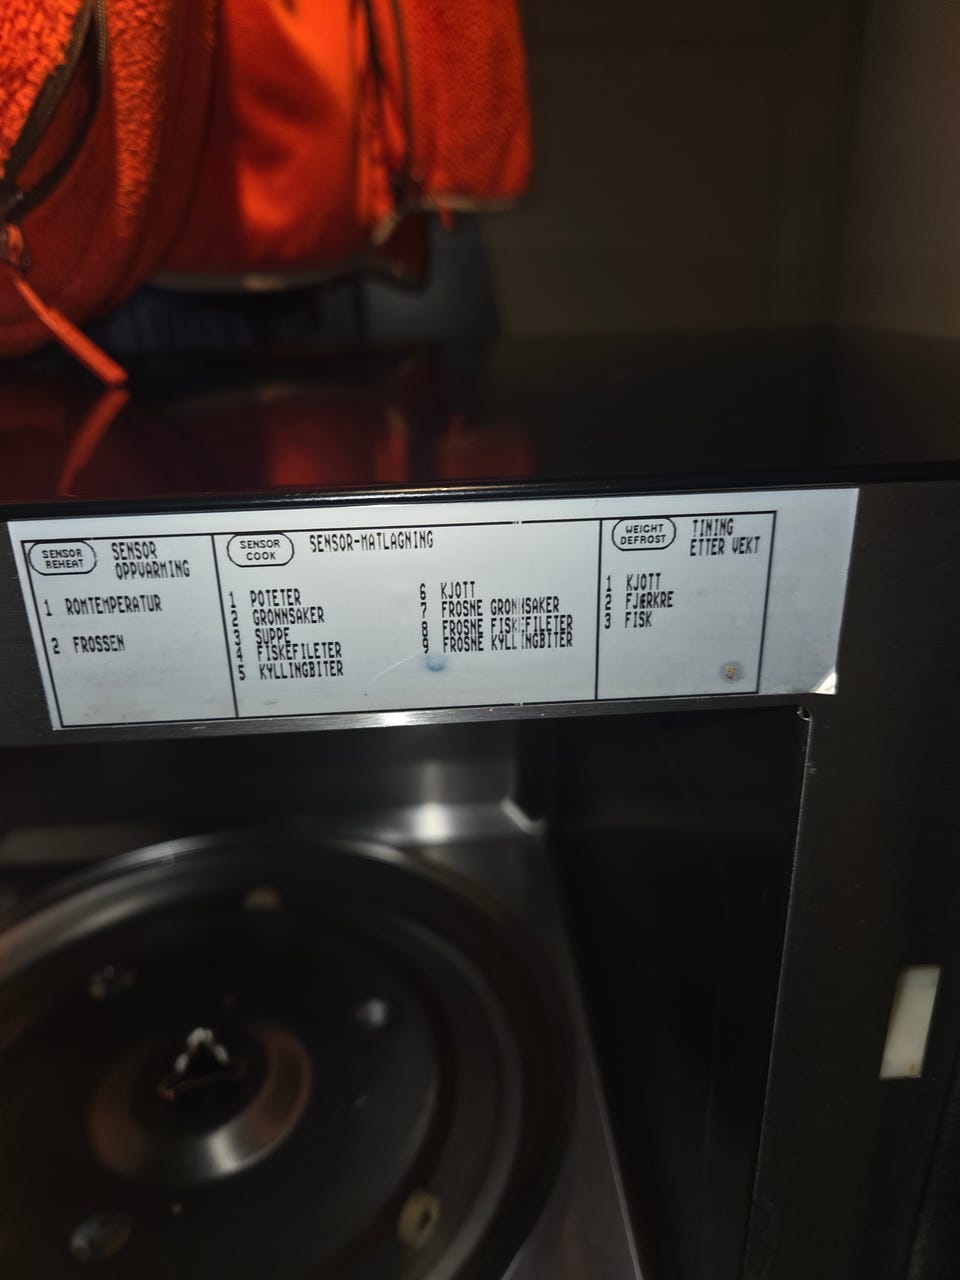 SENSOR
REHEAT
SENSOR
OPPVARMING
1 ROMTEMPERATUR
2 FROSSEN
SENSOR
COOK
SENSOR-MATLAGNING
1 POTETER
2 GRONNSAKER
3 SUPPE
4 FISKEFILETER
5 KYLLINGBITER
6 KJOTT
7 FROSNE GRONNSAKER
8 FROSNE FISKEFILETER
9 FROSNE KYLLINGBITER
WEIGHT
DEFROST
TINING
ETTER VEKT
1 KJOTT
2 FJÆRKRE
3 FISK